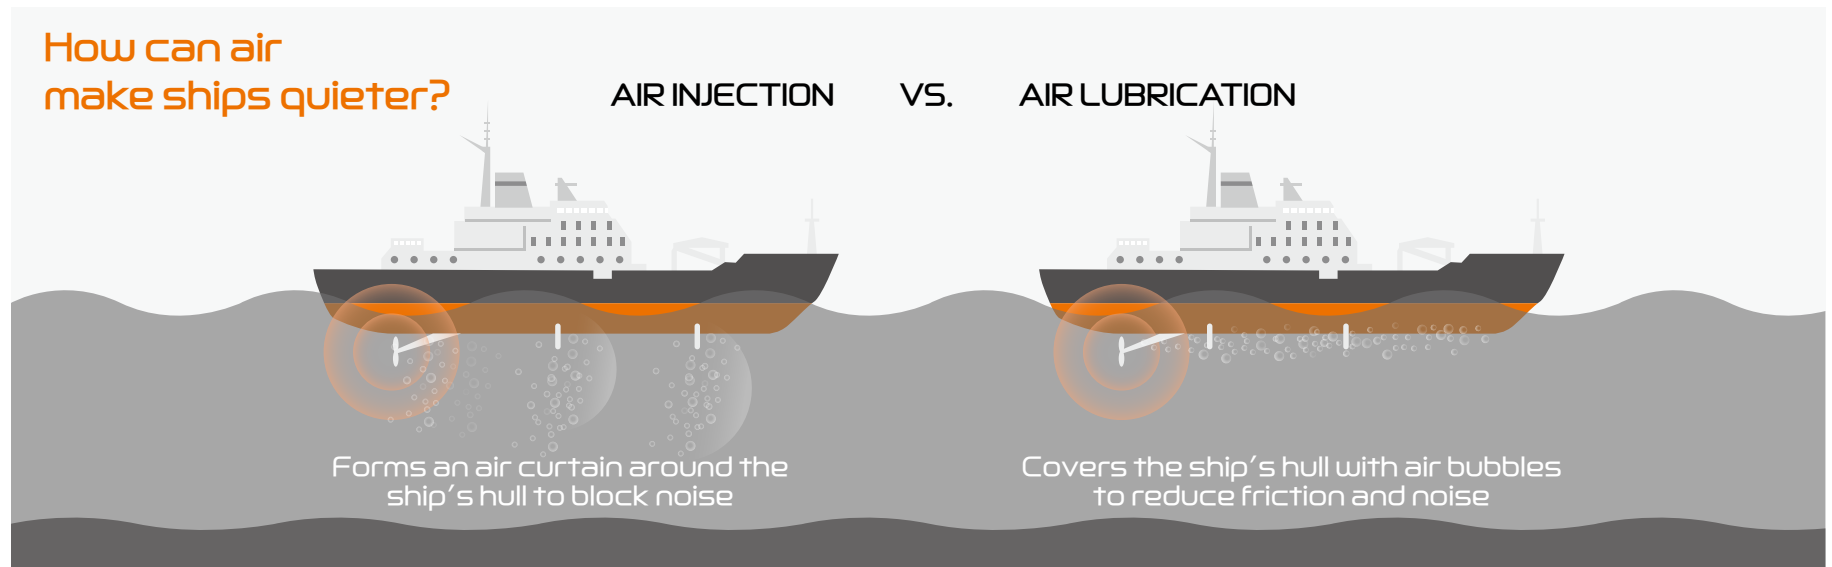 How can air
make ships quieter?
AIR INJECTION VS. AIR LUBRICATION
Forms an air curtain around the
ship's hull to block noise
Covers the ship's hull with air bubbles
to reduce friction and noise